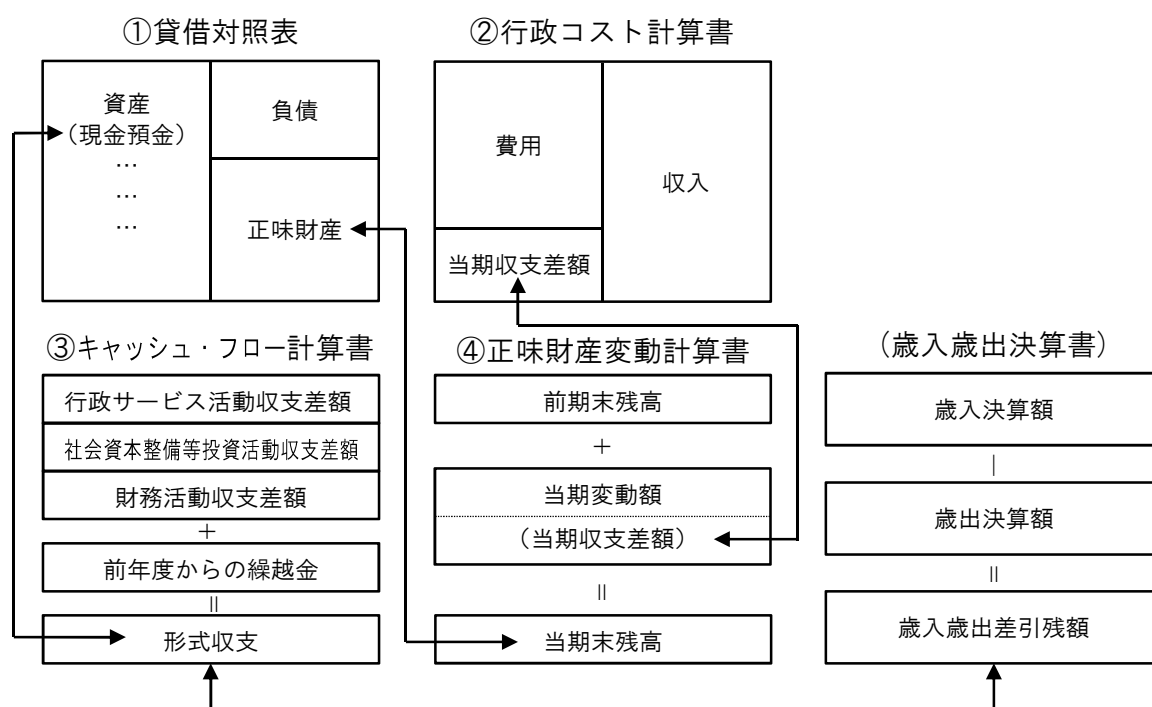 ①貸借対照表
資産
（現金預金）
…
…
…
負債
正味財産
②行政コスト計算書
費用
当期収支差額
収入
③キャッシュ・フロー計算書
行政サービス活動収支差額
社会資本整備等投資活動収支差額
財務活動収支差額
＋
前年度からの繰越金
＝
形式収支
④正味財産変動計算書
前期末残高
＋
当期変動額
（当期収支差額）
＝
当期末残高
（歳入歳出決算書）
歳入決算額
－
歳出決算額
＝
歳入歳出差引残額